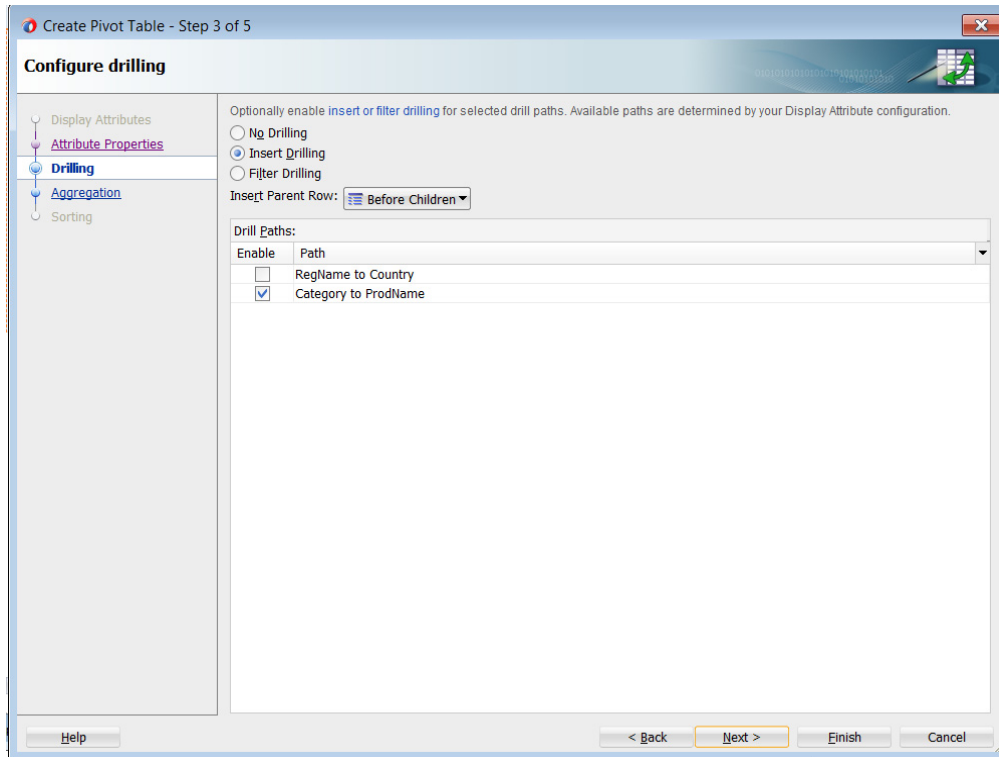 Create Pivot Table - Step 3 of 5
Configure drilling
Display Attributes
Attribute Properties
Drilling
Aggregation
Sorting
Optionally enable insert or filter drilling for selected drill paths. Available paths are determined by your Display Attribute configuration.
No Drilling
Insert Drilling
Filter Drilling
Insert Parent Row: Before Children
Drill Paths:
Enable Path
RegName to Country
Category to ProdName
Help < Back Next > Finish Cancel